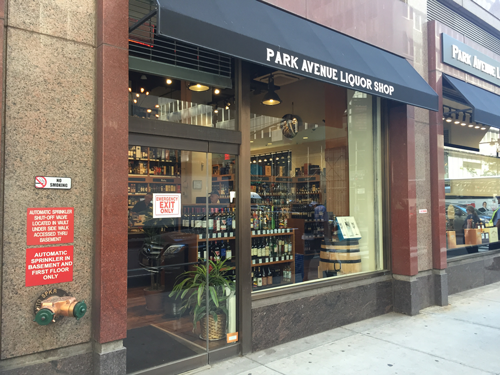 PARK AVENUE LIQUOR SHOP
PARK AVENUE L
NO
SMOKING
EMERGENCY
EXIT
ONLY
AUTOMATIC SPRINKLER
SHUT-OFF VALVE
LOCATED IN VAULT
UNDER SIDE WALK
ACCESSED THRU
BASEMENT
AUTOMATIC
SPRINKLER IN
BASEMENT AND
FIRST FLOOR
ONLY